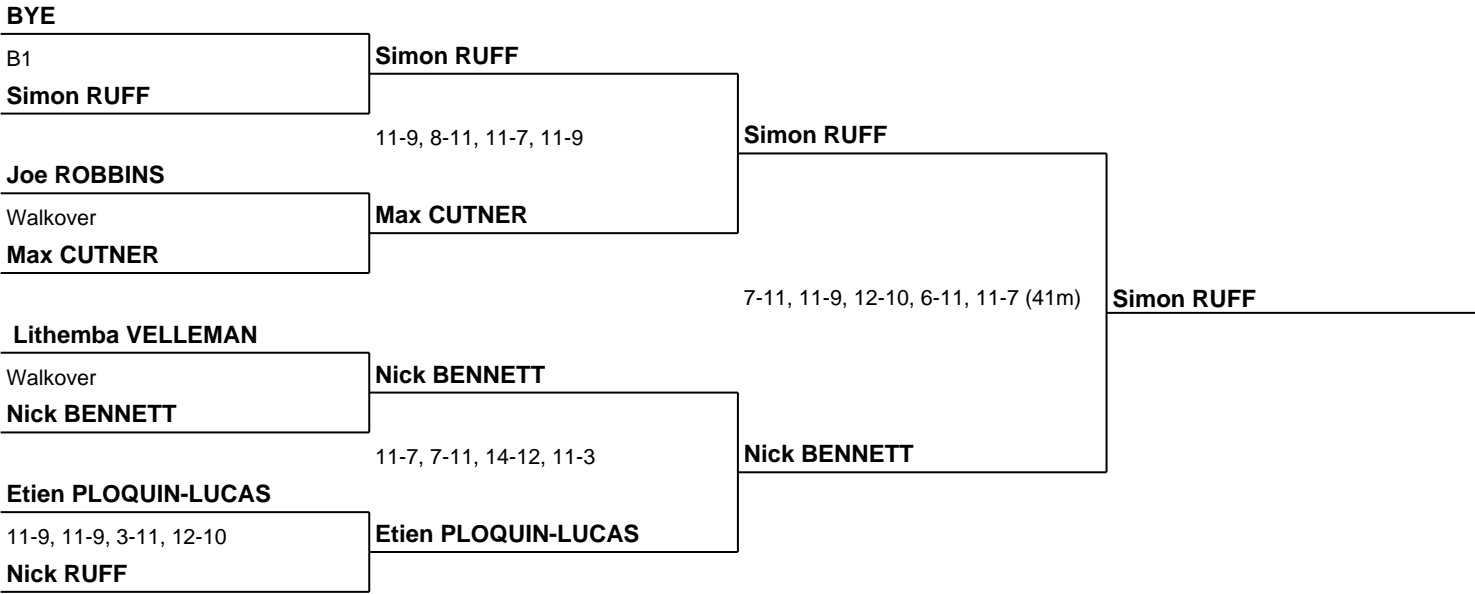 BYE
B1
Simon RUFF
Simon RUFF
11-9, 8-11, 11-7, 11-9
Simon RUFF
Joe ROBBINS
Walkover
Max CUTNER
Max CUTNER
7-11, 11-9, 12-10, 6-11, 11-7 (41m)
Simon RUFF
Lithemba VELLEMAN
Walkover
Nick BENNETT
Nick BENNETT
11-7, 7-11, 14-12, 11-3
Nick BENNETT
Etien PLOQUIN-LUCAS
11-9, 11-9, 3-11, 12-10
Etien PLOQUIN-LUCAS
Nick RUFF